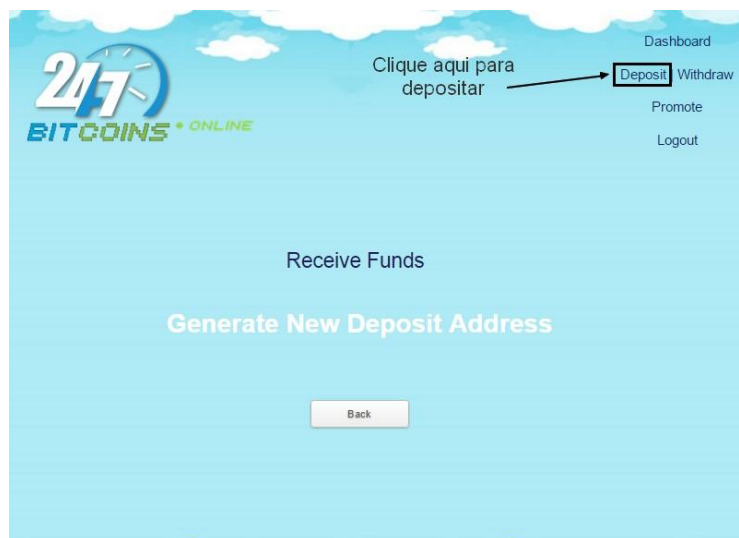 Dashboard
Clique aqui para
depositar
Deposit Withdraw
Promote
Logout
247
BITCOINS • ONLINE
Receive Funds
Generate New Deposit Address
Back